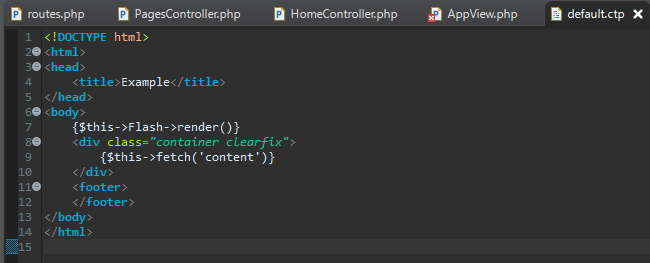 routes.php PagesController.php HomeController.php AppView.php default.ctp
1 <!DOCTYPE html>
2 <html>
3 <head>
4     <title>Example</title>
5 </head>
6 <body>
7     {$this->Flash->render()}
8     <div class="container clearfix">
9         {$this->fetch('content')}
10     </div>
11     <footer>
12     </footer>
13 </body>
14 </html>
15